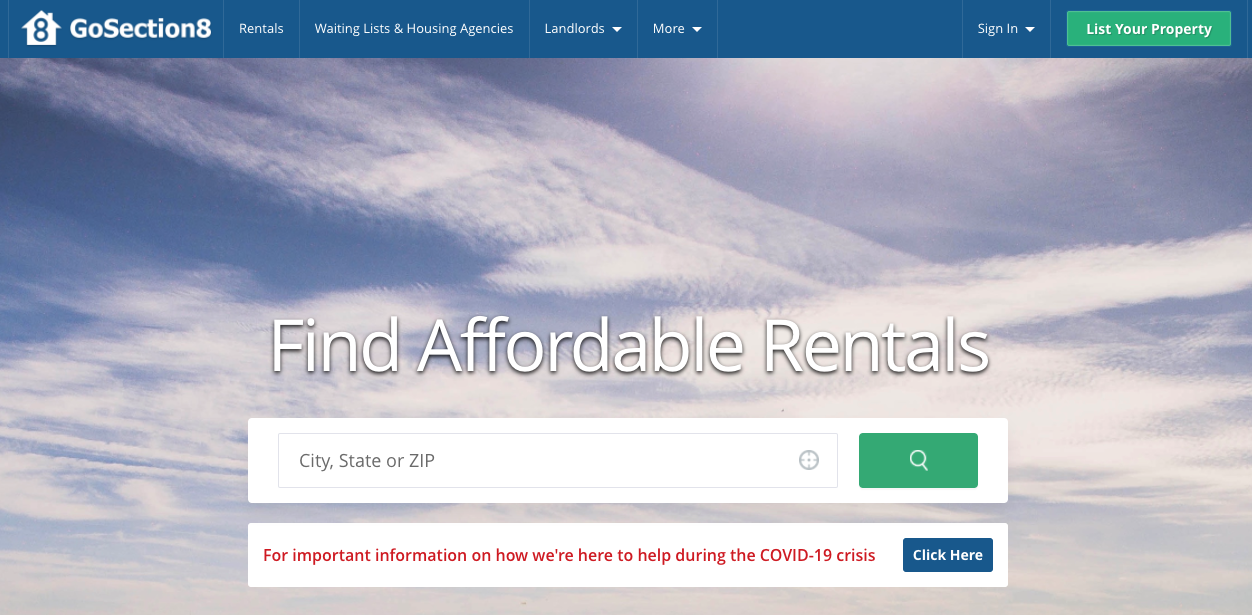 8 GoSection8
Rentals
Waiting Lists & Housing Agencies
Landlords
More
Sign In
List Your Property
Find Affordable Rentals
City, State or ZIP
For important information on how we're here to help during the COVID-19 crisis
Click Here